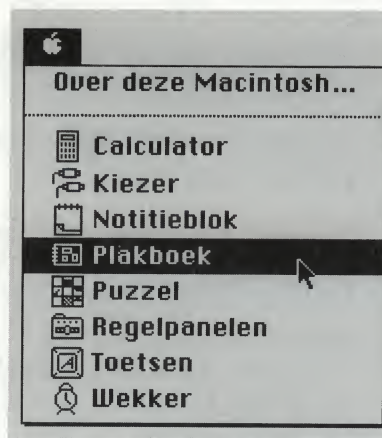 Over deze Macintosh...
Calculator
Kiezer
Notitieblok
Plakboek
Puzzel
Regelpanelen
Toetsen
Wekker